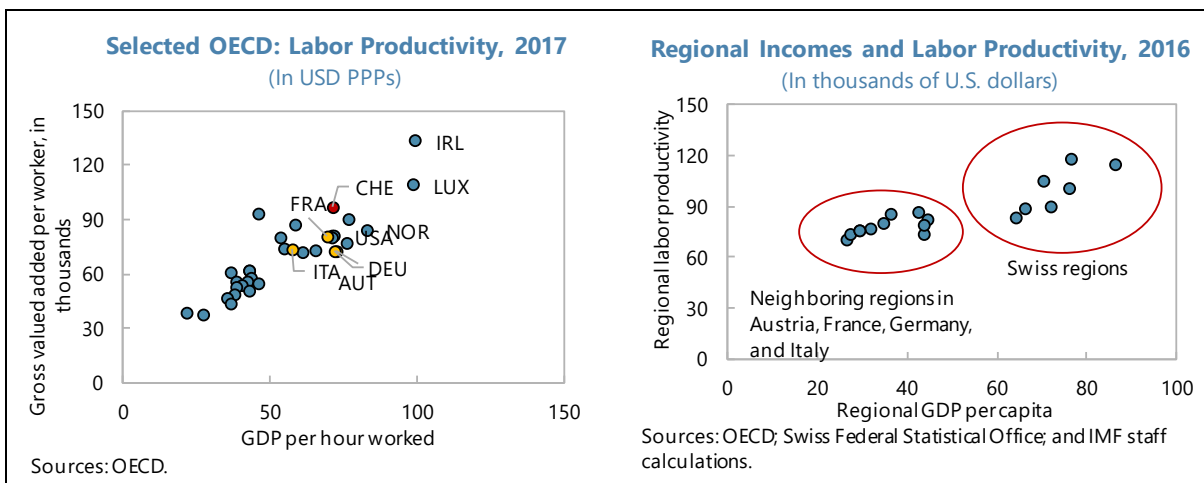 Selected OECD: Labor Productivity, 2017
(In USD PPPs)
Gross valued added per worker, in
thousands
150
120
90
60
30
0
IRL
LUX
CHE
FRA
USA
NOR
ITA
DEU
AUT
0
50
100
150
GDP per hour worked
Sources: OECD.
Regional Incomes and Labor Productivity, 2016
(In thousands of U.S. dollars)
Regional labor productivity
150
120
90
60
30
0
Swiss regions
Neighboring regions in
Austria, France, Germany,
and Italy
0
20
40
60
80
100
Regional GDP per capita
Sources: OECD; Swiss Federal Statistical Office; and IMF staff
calculations.